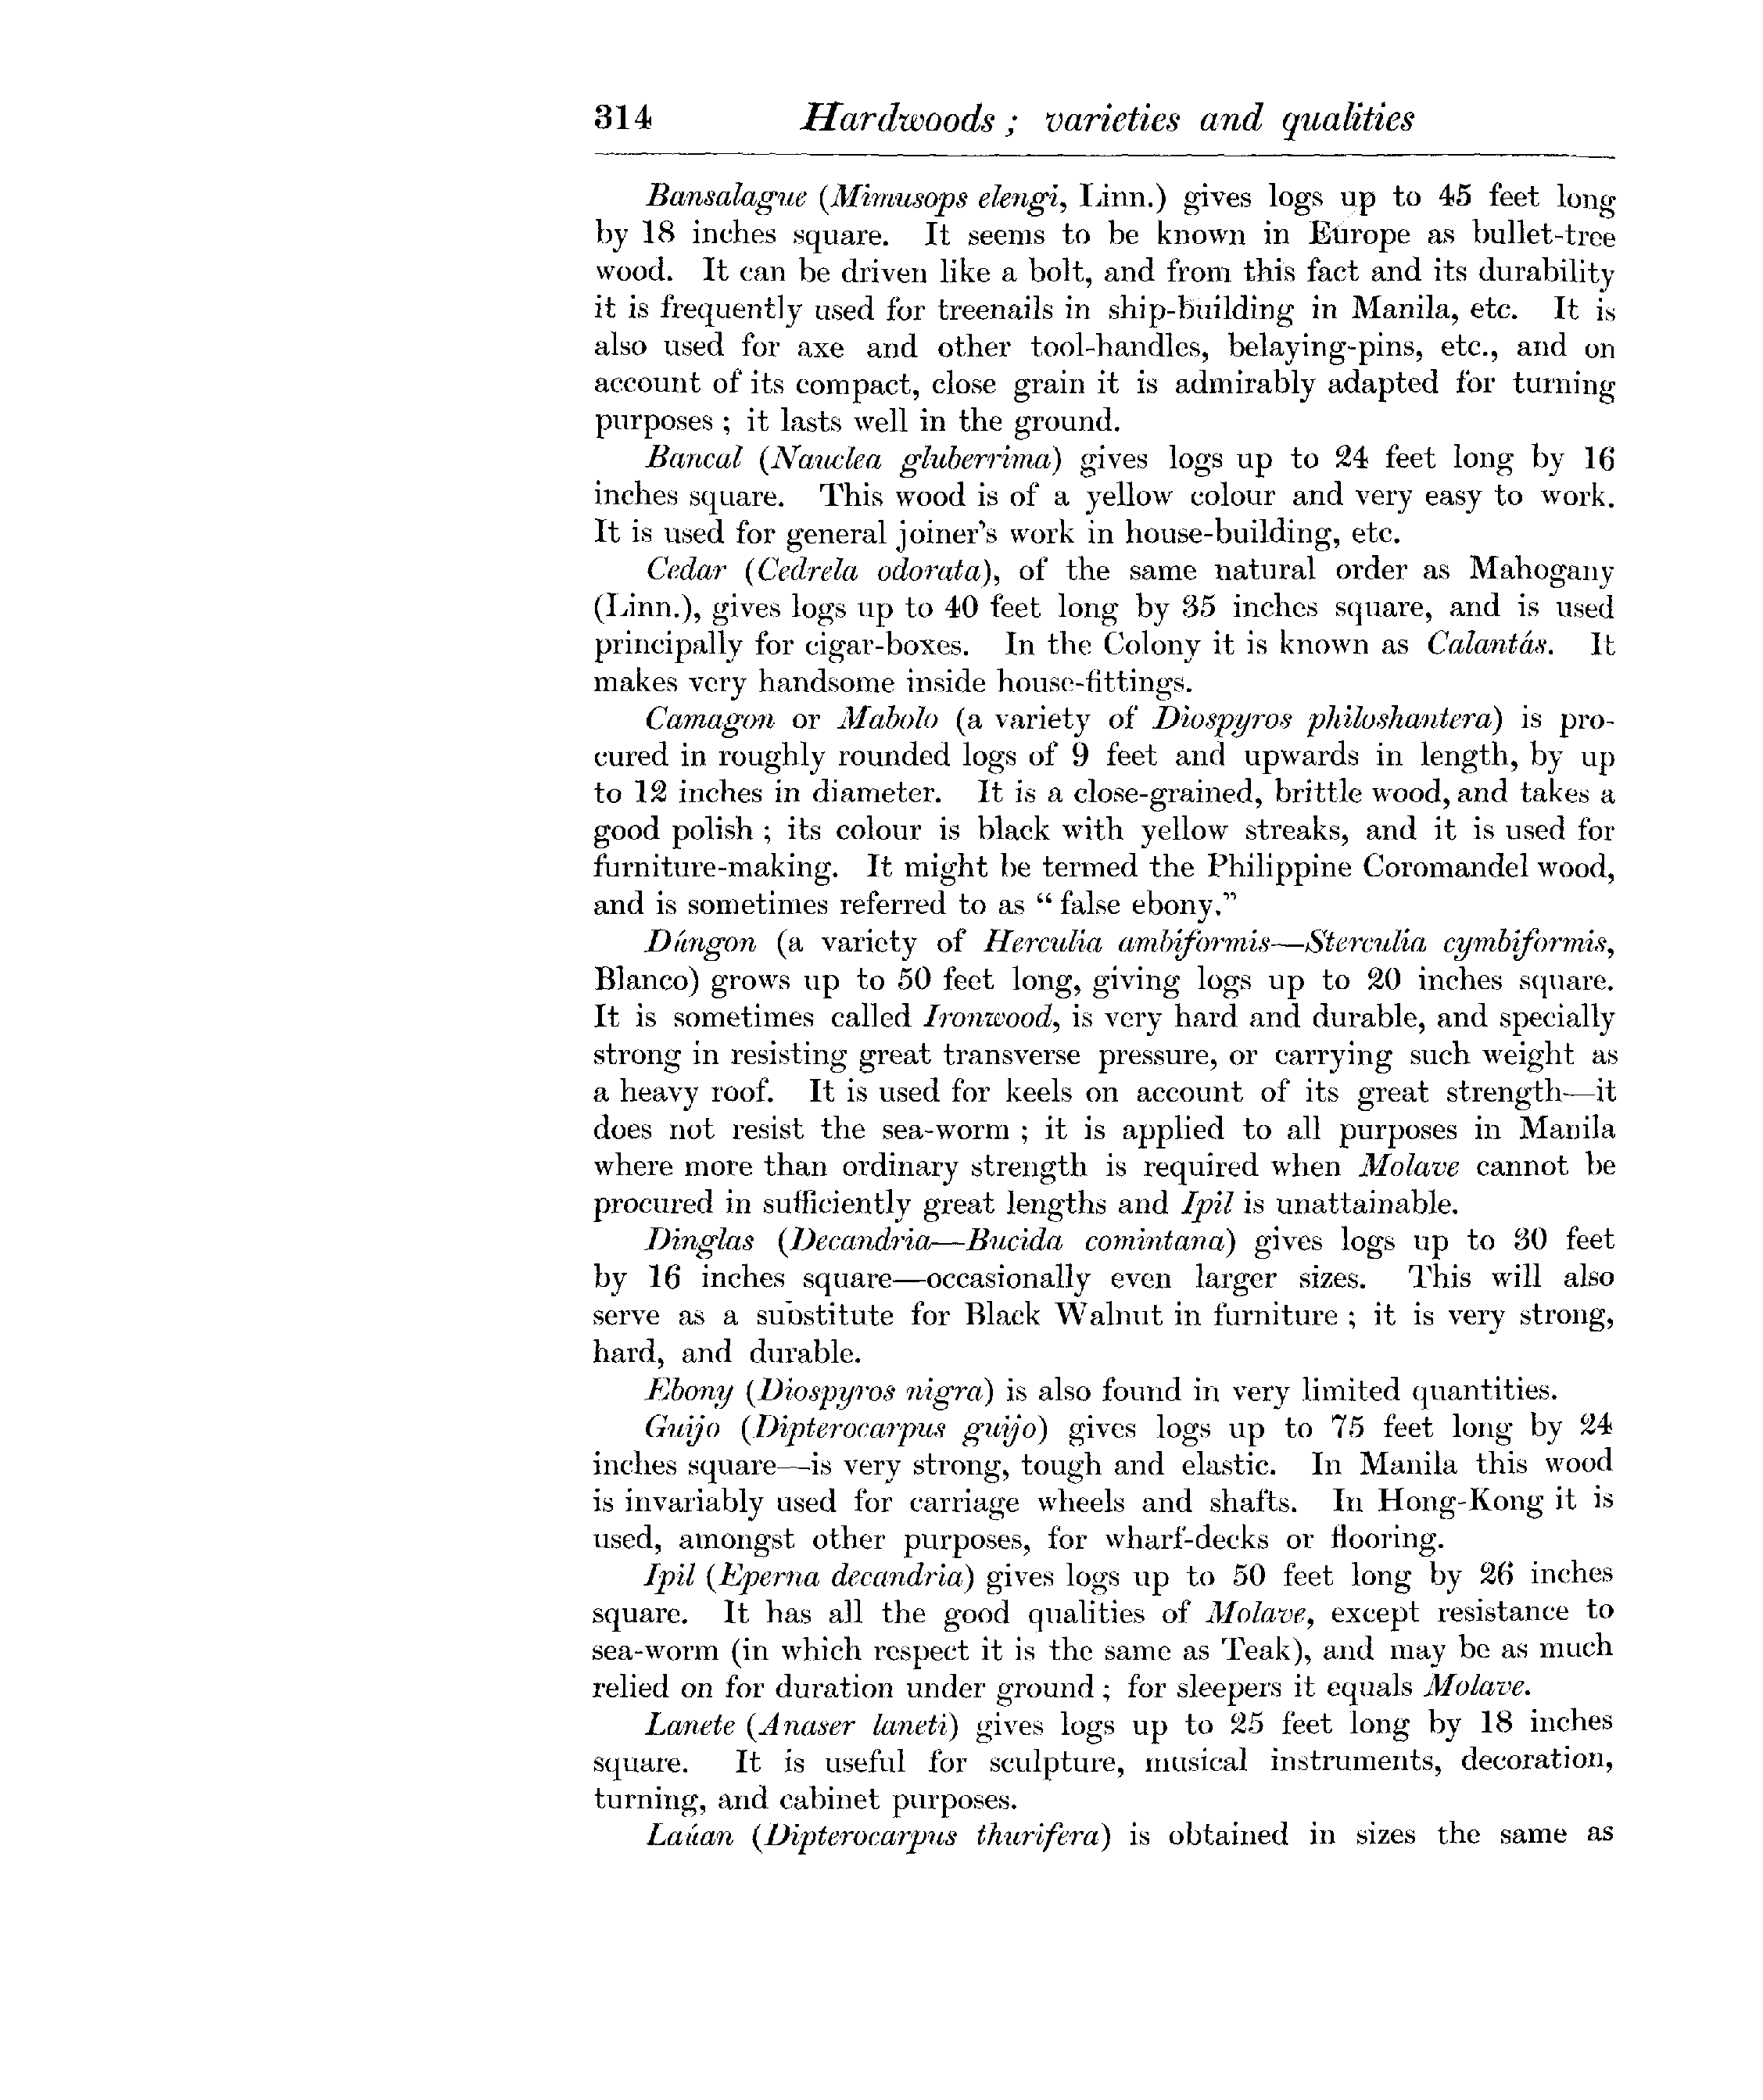 314 Hardwoods ; varieties and qualities
Bansalague (Mimusops elengi, Linn.) gives logs up to 45 feet long
by 18 inches square. It seems to be known in Europe as bullet-tree
wood. It can be driven like a bolt, and from this fact and its durability
it is frequently used for treenails in ship-building in Manila, etc. It is
also used for axe and other tool-handles, belaying-pins, etc., and on
account of its compact, close grain it is admirably adapted for turning
purposes ; it lasts well in the ground.
Bancal (Nauclea gluberrima) gives logs up to 24 feet long by 16
inches square. This wood is of a yellow colour and very easy to work.
It is used for general joiner's work in house-building, etc.
Cedar (Cedrela odorata), of the same natural order as Mahogany
(Linn.), gives logs up to 40 feet long by 35 inches square, and is used
principally for cigar-boxes. In the Colony it is known as Calantás. It
makes very handsome inside house-fittings.
Camagon or Mabolo (a variety of Diospyros philoshantera) is pro-
cured in roughly rounded logs of 9 feet and upwards in length, by up
to 12 inches in diameter. It is a close-grained, brittle wood, and takes a
good polish ; its colour is black with yellow streaks, and it is used for
furniture-making. It might be termed the Philippine Coromandel wood,
and is sometimes referred to as “ false ebony.”
Dúngon (a variety of Herculia ambiformis—Sterculia cymbiformis,
Blanco) grows up to 50 feet long, giving logs up to 20 inches square.
It is sometimes called Ironwood, is very hard and durable, and specially
strong in resisting great transverse pressure, or carrying such weight as
a heavy roof. It is used for keels on account of its great strength—it
does not resist the sea-worm ; it is applied to all purposes in Manila
where more than ordinary strength is required when Molave cannot be
procured in sufficiently great lengths and Ipil is unattainable.
Dinglas (Decandria—Bucida comintana) gives logs up to 30 feet
by 16 inches square—occasionally even larger sizes. This will also
serve as a substitute for Black Walnut in furniture ; it is very strong,
hard, and durable.
Ebony (Diospyros nigra) is also found in very limited quantities.
Guijo (Dipterocarpus guijo) gives logs up to 75 feet long by 24
inches square—is very strong, tough and elastic. In Manila this wood
is invariably used for carriage wheels and shafts. In Hong-Kong it is
used, amongst other purposes, for wharf-decks or flooring.
Ipil (Eperna decandria) gives logs up to 50 feet long by 26 inches
square. It has all the good qualities of Molave, except resistance to
sea-worm (in which respect it is the same as Teak), and may be as much
relied on for duration under ground ; for sleepers it equals Molave.
Lanete (Anaser laneti) gives logs up to 25 feet long by 18 inches
square. It is useful for sculpture, musical instruments, decoration,
turning, and cabinet purposes.
Laúan (Dipterocarpus thurifera) is obtained in sizes the same as